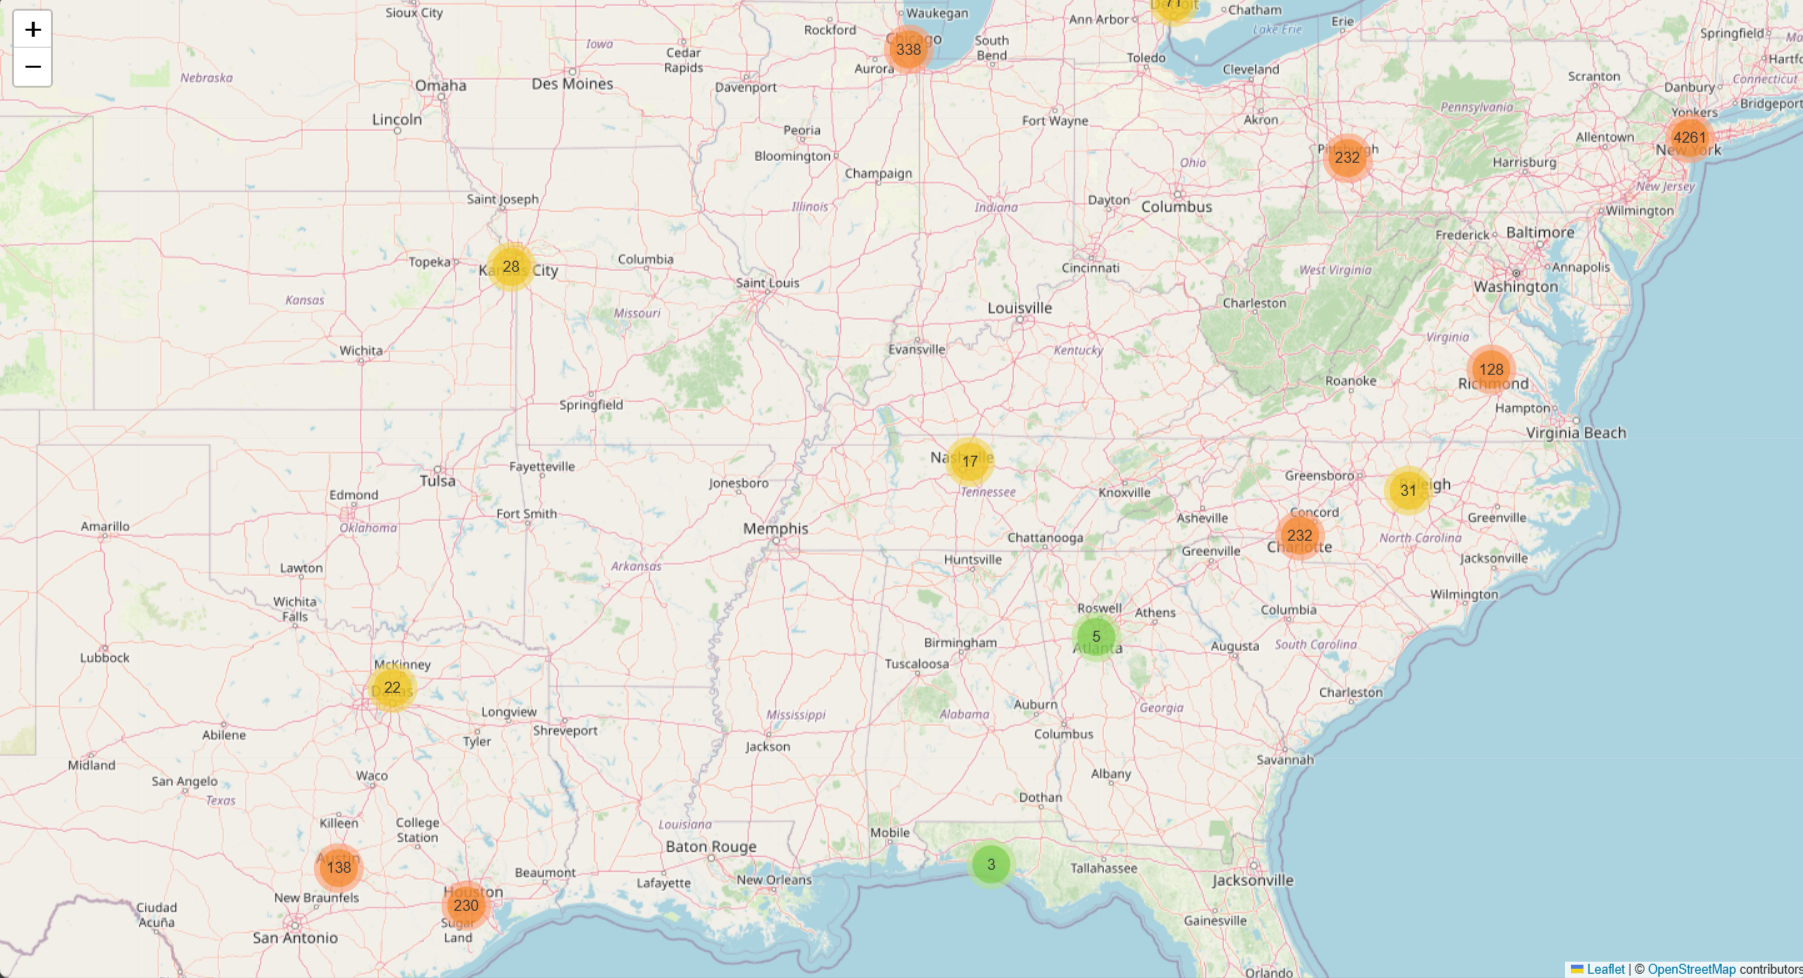 +
−
Sioux City
Waukegan
Rockford
338
Chicago
Aurora
South
Bend
Ann Arbor
71
Detroit
Chatham
Lake Erie
Erie
Springfield
Hartfo
Connecticut
Nebraska
Iowa
Cedar
Rapids
Des Moines
Davenport
Omaha
Lincoln
Toledo
Cleveland
Akron
Fort Wayne
Scranton
Danbury
Bridgeport
Yonkers
4261
New York
Pennsylvania
Allentown
Harrisburg
New Jersey
232
Pittsburgh
Peoria
Bloomington
Champaign
Illinois
Indiana
Ohio
Dayton
Columbus
Wilmington
Frederick
Baltimore
Annapolis
Washington
Saint Joseph
Topeka
28
Kansas City
Columbia
Saint Louis
Kansas
Missouri
Cincinnati
Louisville
West Virginia
Charleston
Virginia
Wichita
Evansville
Kentucky
Roanoke
128
Richmond
Hampton
Virginia Beach
Springfield
17
Nashville
Tennessee
Tulsa
Fayetteville
Jonesboro
Knoxville
Greensboro
31
Raleigh
Edmond
Oklahoma
Fort Smith
Amarillo
Memphis
Chattanooga
Asheville
Concord
232
Charlotte
Greenville
North Carolina
Greenville
Jacksonville
Huntsville
Arkansas
Lawton
Wichita
Falls
Roswell
Athens
5
Atlanta
Columbia
Wilmington
Birmingham
Tuscaloosa
Augusta
South Carolina
Lubbock
McKinney
22
Dallas
Charleston
Longview
Tyler
Shreveport
Mississippi
Alabama
Auburn
Columbus
Georgia
Abilene
Midland
San Angelo
Waco
Jackson
Savannah
Albany
Texas
Killeen
College
Station
Louisiana
Dothan
Mobile
Baton Rouge
3
Tallahassee
Jacksonville
138
Austin
New Braunfels
Houston
230
Sugar
Land
Beaumont
Lafayette
New Orleans
Ciudad
Acuña
San Antonio
Gainesville
Orlando
Leaflet | © OpenStreetMap contributors